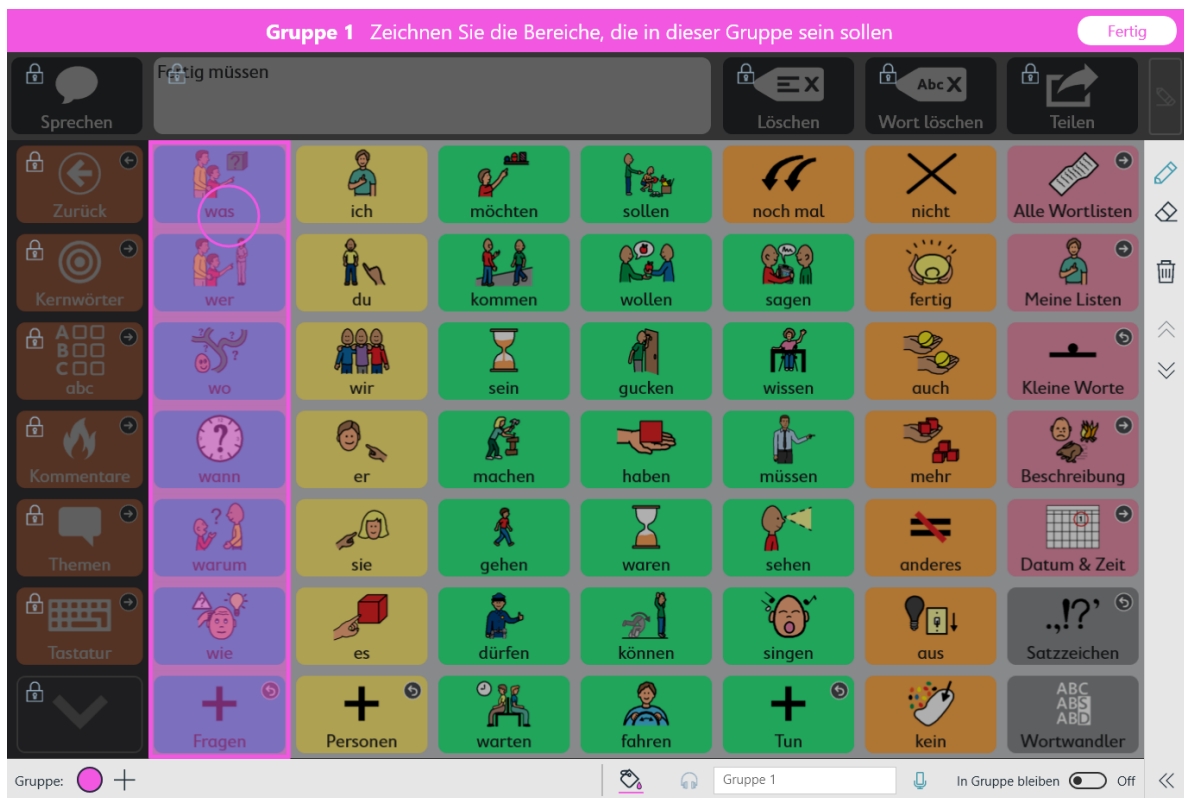 Gruppe 1 Zeichnen Sie die Bereiche, die in dieser Gruppe sein sollen
Fertig
Sprechen
Fertig müssen
Löschen
Abc X
Wort löschen
Teilen
Zurück
was
ich
möchten
sollen
noch mal
nicht
Alle Wortlisten
Kernwörter
wer
du
kommen
wollen
sagen
fertig
Meine Listen
A
B
C
abc
wo
wir
sein
gucken
wissen
auch
Kleine Worte
Kommentare
wann
er
machen
haben
müssen
mehr
Beschreibung
Themen
warum
sie
gehen
waren
sehen
anderes
Datum & Zeit
Tastatur
wie
es
dürfen
können
singen
aus
.,!?’
Satzzeichen
Fragen
Personen
warten
fahren
Tun
kein
ABC
ABS
ABD
Wortwandler
Gruppe:
Gruppe 1
In Gruppe bleiben
Off